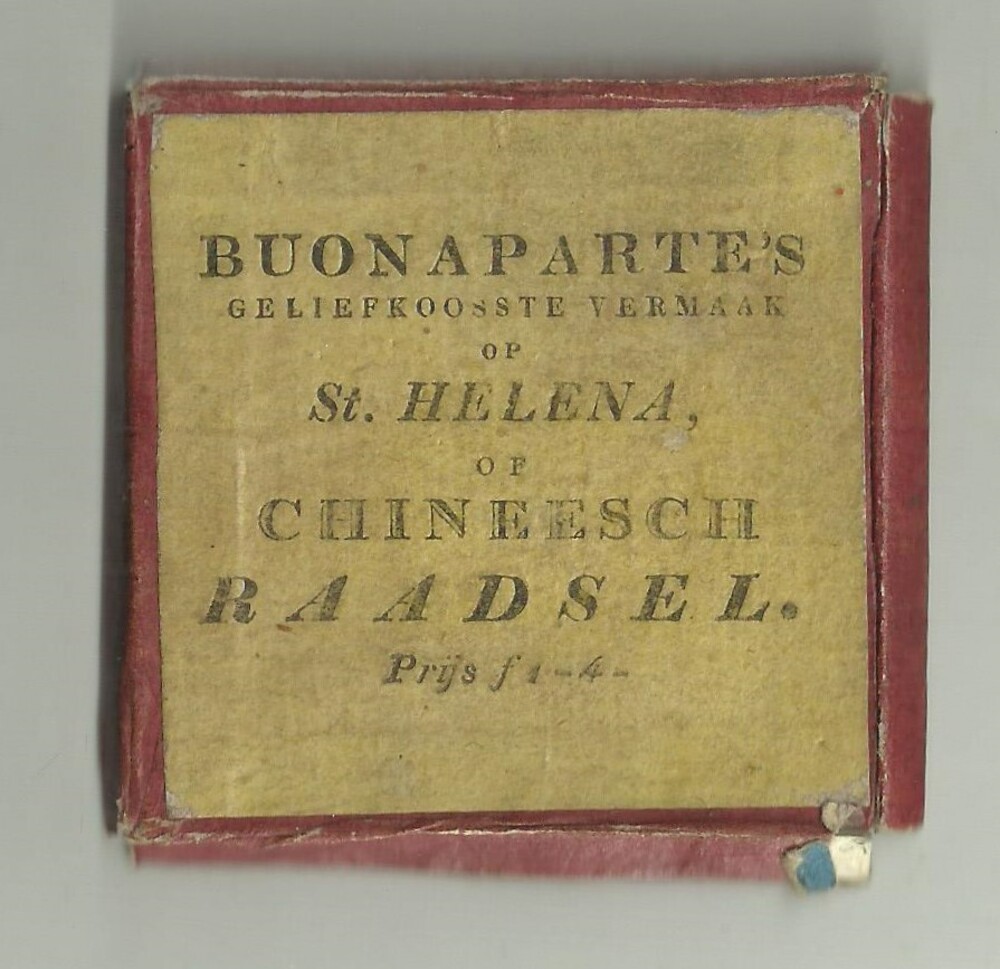 BUONAPARTE'S
GELIEFKOOSSTE VERMAAK
OP
St. HELENA,
OF
CHINEESCH
RAADSEL.
Prijs f 1-4-